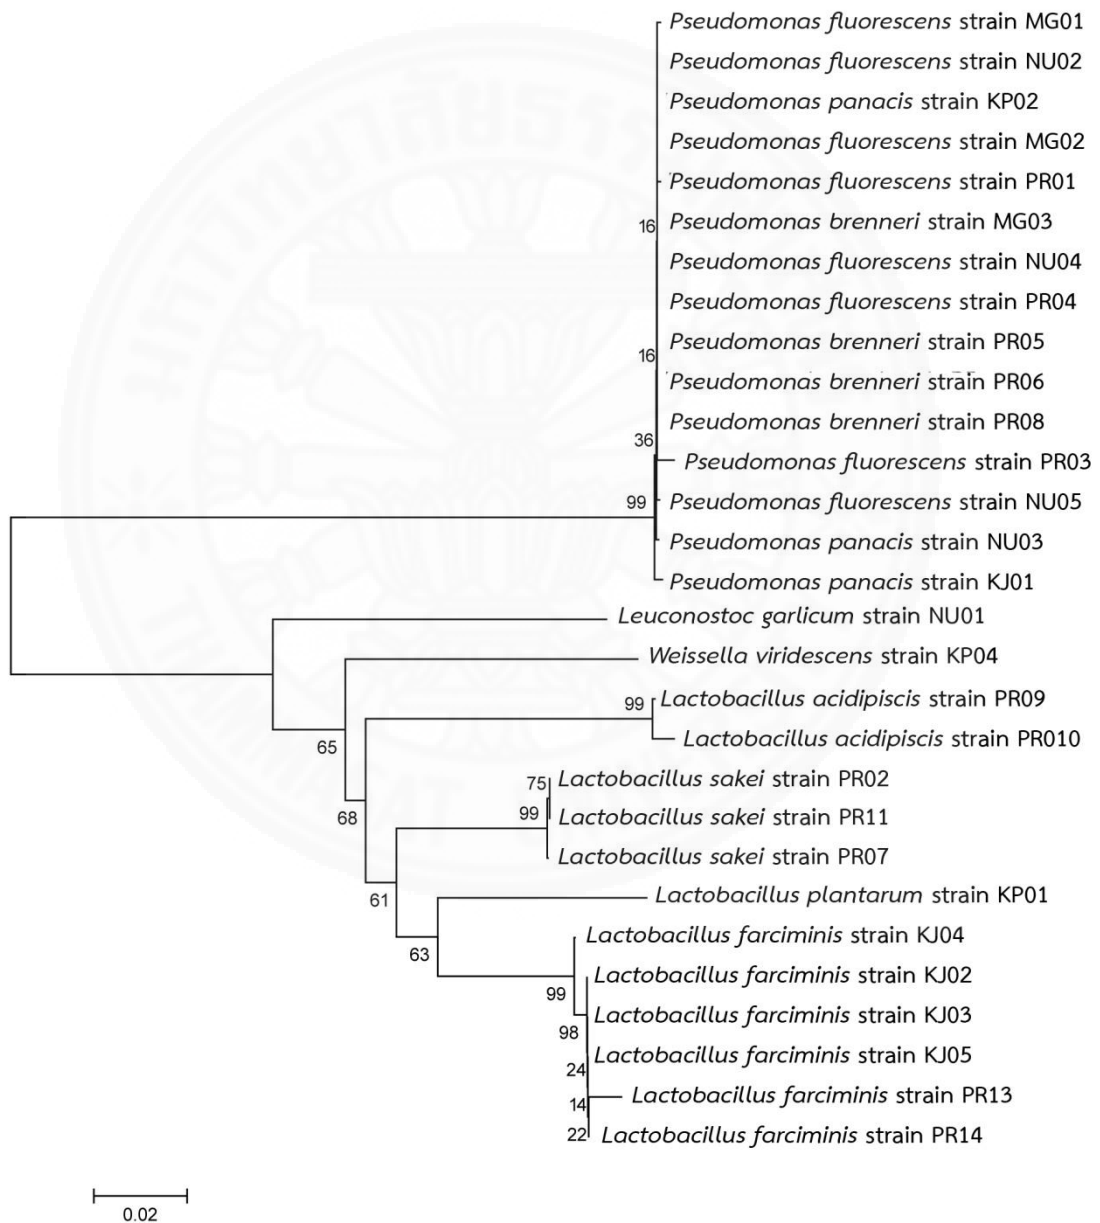 Pseudomonas fluorescens strain MG01
Pseudomonas fluorescens strain NU02
Pseudomonas panacis strain KP02
Pseudomonas fluorescens strain MG02
Pseudomonas fluorescens strain PR01
16
Pseudomonas brenneri strain MG03
Pseudomonas fluorescens strain NU04
Pseudomonas fluorescens strain PR04
Pseudomonas brenneri strain PR05
16
Pseudomonas brenneri strain PR06
Pseudomonas brenneri strain PR08
36
Pseudomonas fluorescens strain PR03
99
Pseudomonas fluorescens strain NU05
Pseudomonas panacis strain NU03
Pseudomonas panacis strain KJ01
Leuconostoc garlicum strain NU01
Weissella viridescens strain KP04
99
Lactobacillus acidipiscis strain PR09
65
Lactobacillus acidipiscis strain PR010
75
Lactobacillus sakei strain PR02
68
99
Lactobacillus sakei strain PR11
Lactobacillus sakei strain PR07
61
Lactobacillus plantarum strain KP01
Lactobacillus farciminis strain KJ04
63
Lactobacillus farciminis strain KJ02
99
Lactobacillus farciminis strain KJ03
98
Lactobacillus farciminis strain KJ05
24
Lactobacillus farciminis strain PR13
14
22
Lactobacillus farciminis strain PR14
0.02